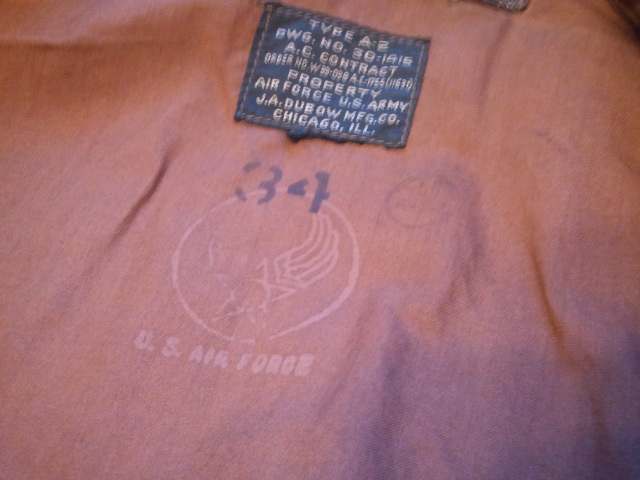 TYPE A-2
DWG. NO. 30-1415
A.C. CONTRACT
PROPERTY
AIR FORCE U.S. ARMY
J.A. DUBOW MFG. CO.
CHICAGO, ILL.
34
U. S. AIR FORCE